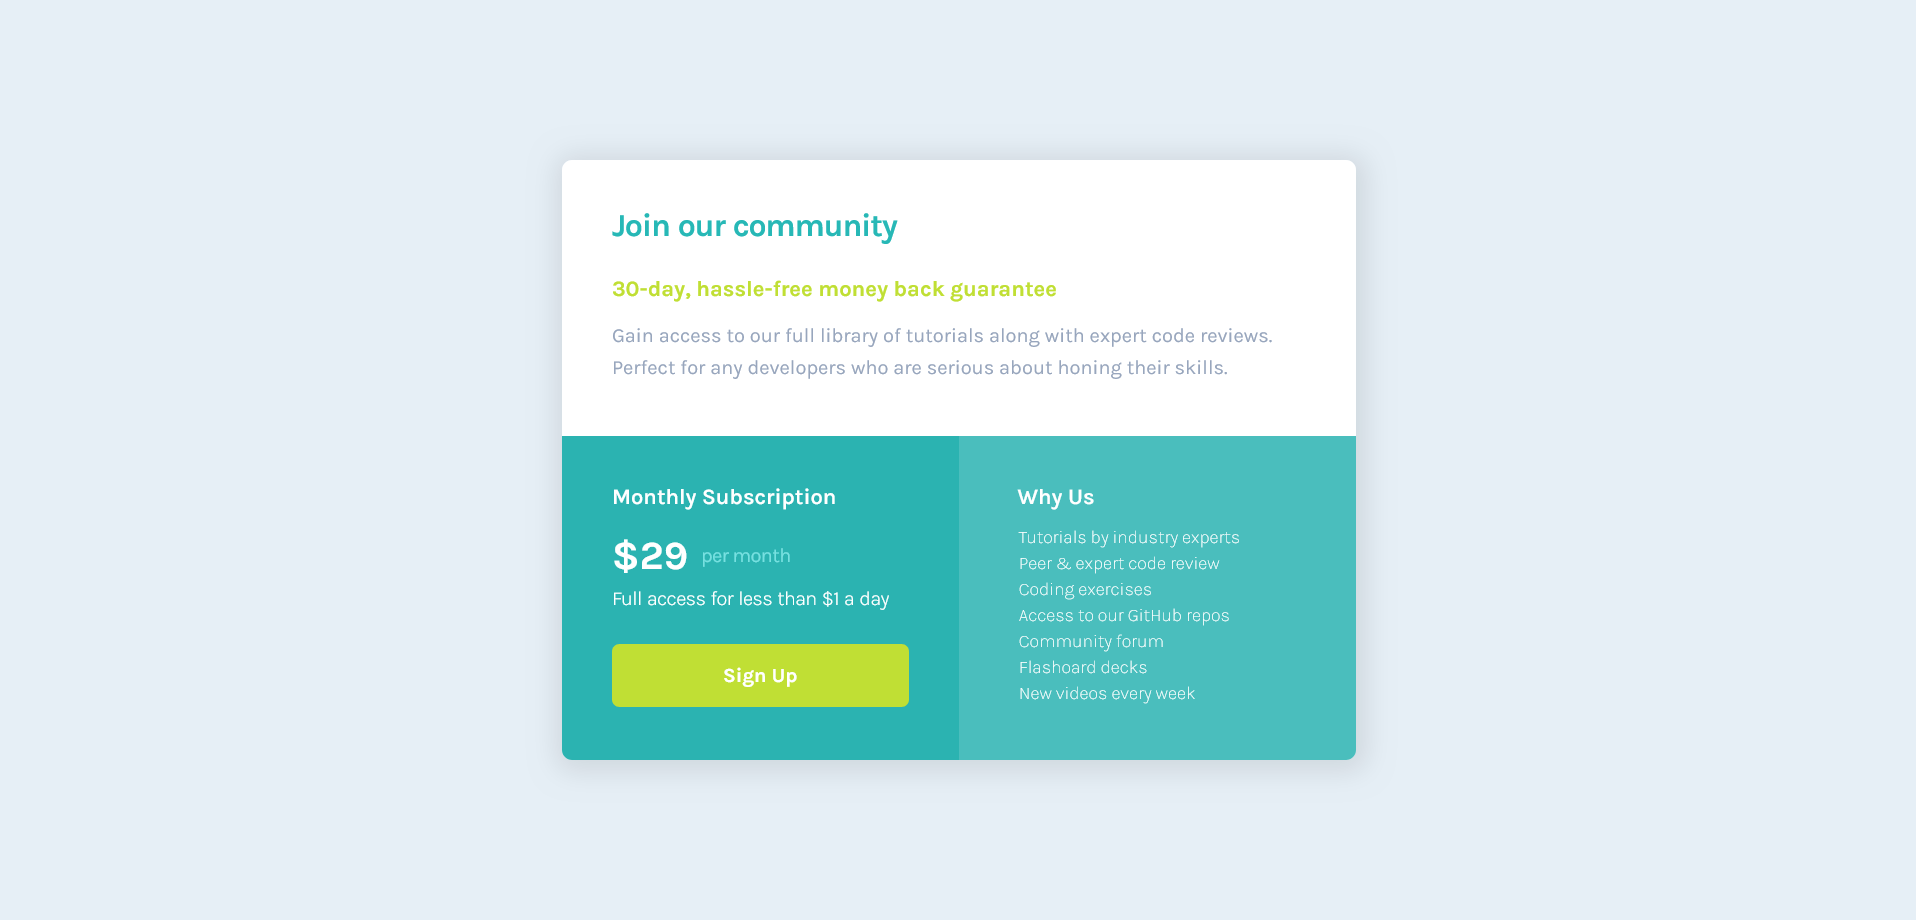 Join our community
30-day, hassle-free money back guarantee
Gain access to our full library of tutorials along with expert code reviews.
Perfect for any developers who are serious about honing their skills.
Monthly Subscription
$29 per month
Full access for less than $1 a day
Sign Up
Why Us
Tutorials by industry experts
Peer & expert code review
Coding exercises
Access to our GitHub repos
Community forum
Flashoard decks
New videos every week